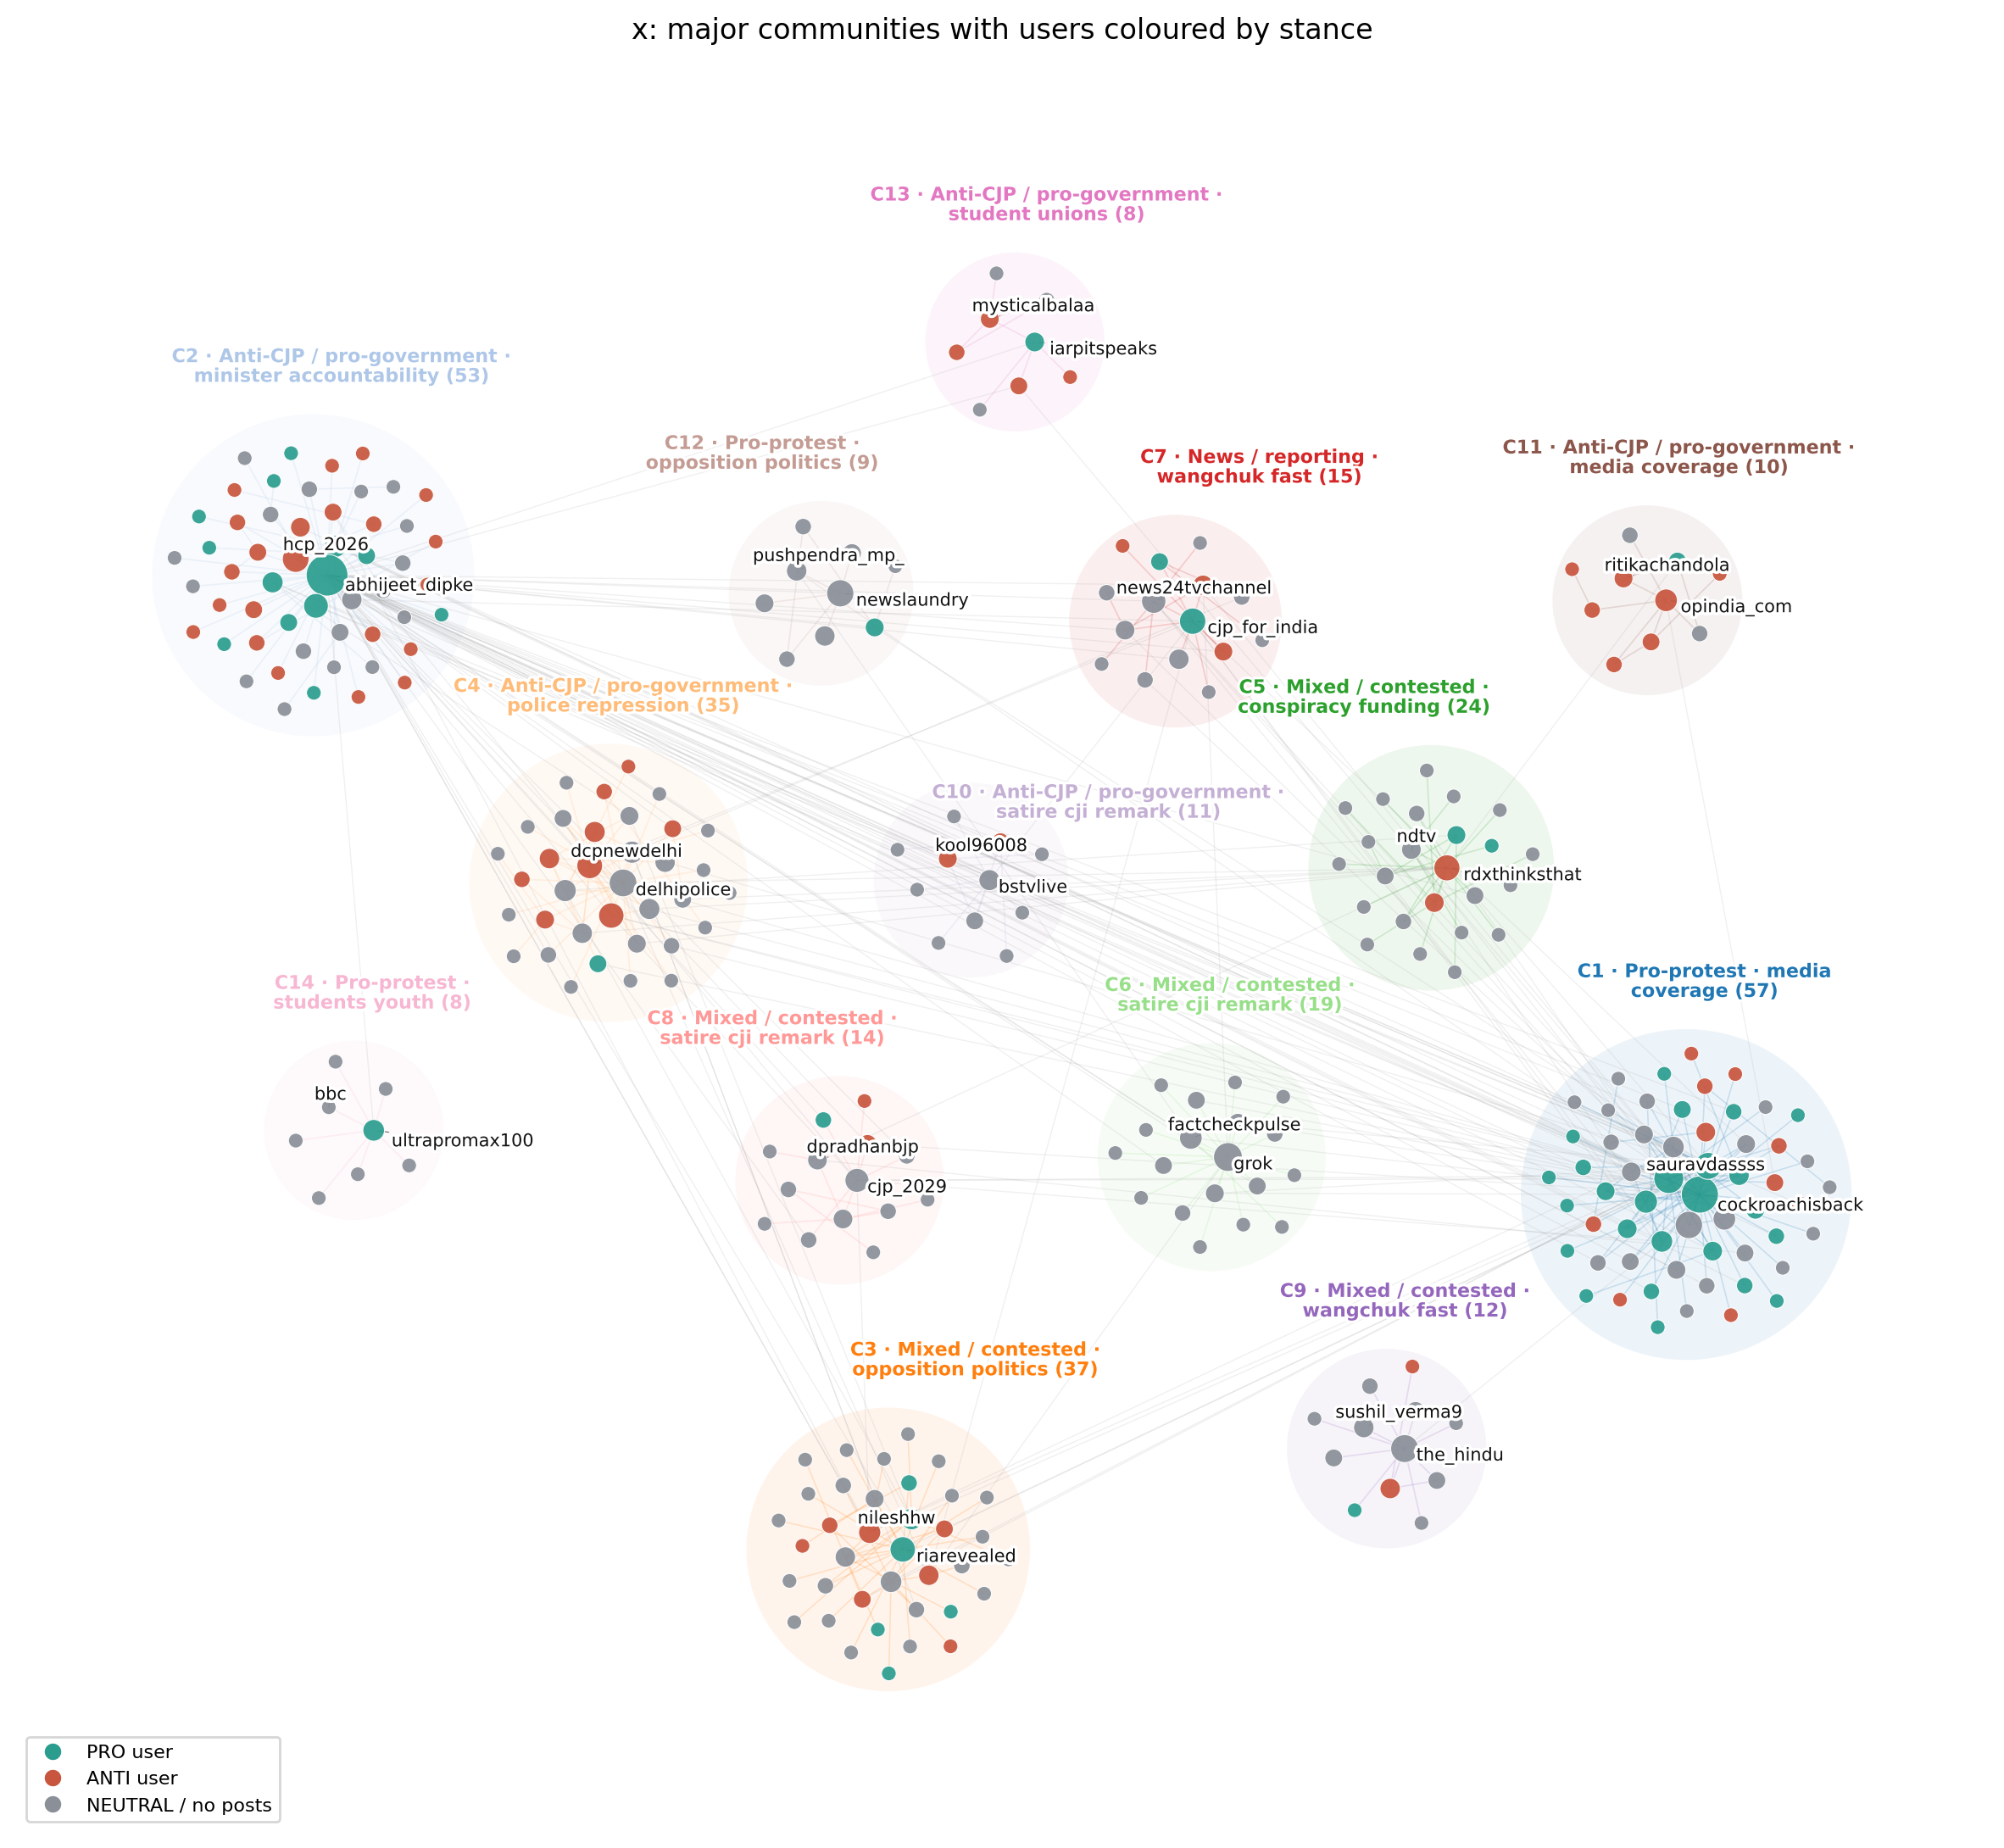 x: major communities with users coloured by stance
C13 · Anti-CJP / pro-government ·
student unions (8)
mysticalbalaa
iarpitspeaks
C2 · Anti-CJP / pro-government ·
minister accountability (53)
hcp_2026
abhijeet_dipke
C12 · Pro-protest ·
opposition politics (9)
pushpendra_mp_
newslaundry
C7 · News / reporting ·
wangchuk fast (15)
news24tvchannel
cjp_for_india
C11 · Anti-CJP / pro-government ·
media coverage (10)
ritikachandola
opindia_com
C4 · Anti-CJP / pro-government ·
police repression (35)
dcpnewdelhi
delhipolice
C5 · Mixed / contested ·
conspiracy funding (24)
ndtv
rdxthinksthat
C10 · Anti-CJP / pro-government ·
satire cji remark (11)
kool96008
bstvlive
C14 · Pro-protest ·
students youth (8)
bbc
ultrapromax100
C8 · Mixed / contested ·
satire cji remark (14)
dpradhanbjp
cjp_2029
C6 · Mixed / contested ·
satire cji remark (19)
factcheckpulse
grok
C1 · Pro-protest · media
coverage (57)
sauravdassss
cockroachisback
C9 · Mixed / contested ·
wangchuk fast (12)
sushil_verma9
the_hindu
C3 · Mixed / contested ·
opposition politics (37)
nileshhw
riarevealed
PRO user
ANTI user
NEUTRAL / no posts